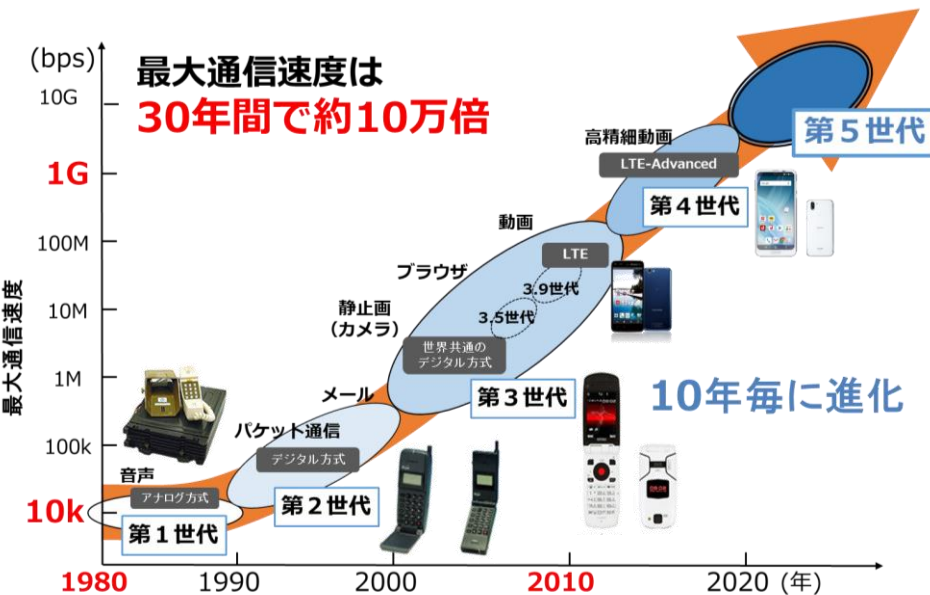 (bps)
最大通信速度は
30年間で約10万倍
10G
1G
100M
10M
1M
100k
10k
最大通信速度
第5世代
高精細動画
LTE-Advanced
第4世代
動画
LTE
ブラウザ
3.9世代
静止画
(カメラ)
3.5世代
世界共通の
デジタル方式
第3世代
10年毎に進化
メール
パケット通信
デジタル方式
第2世代
音声
アナログ方式
第1世代
1980
1990
2000
2010
2020
(年)